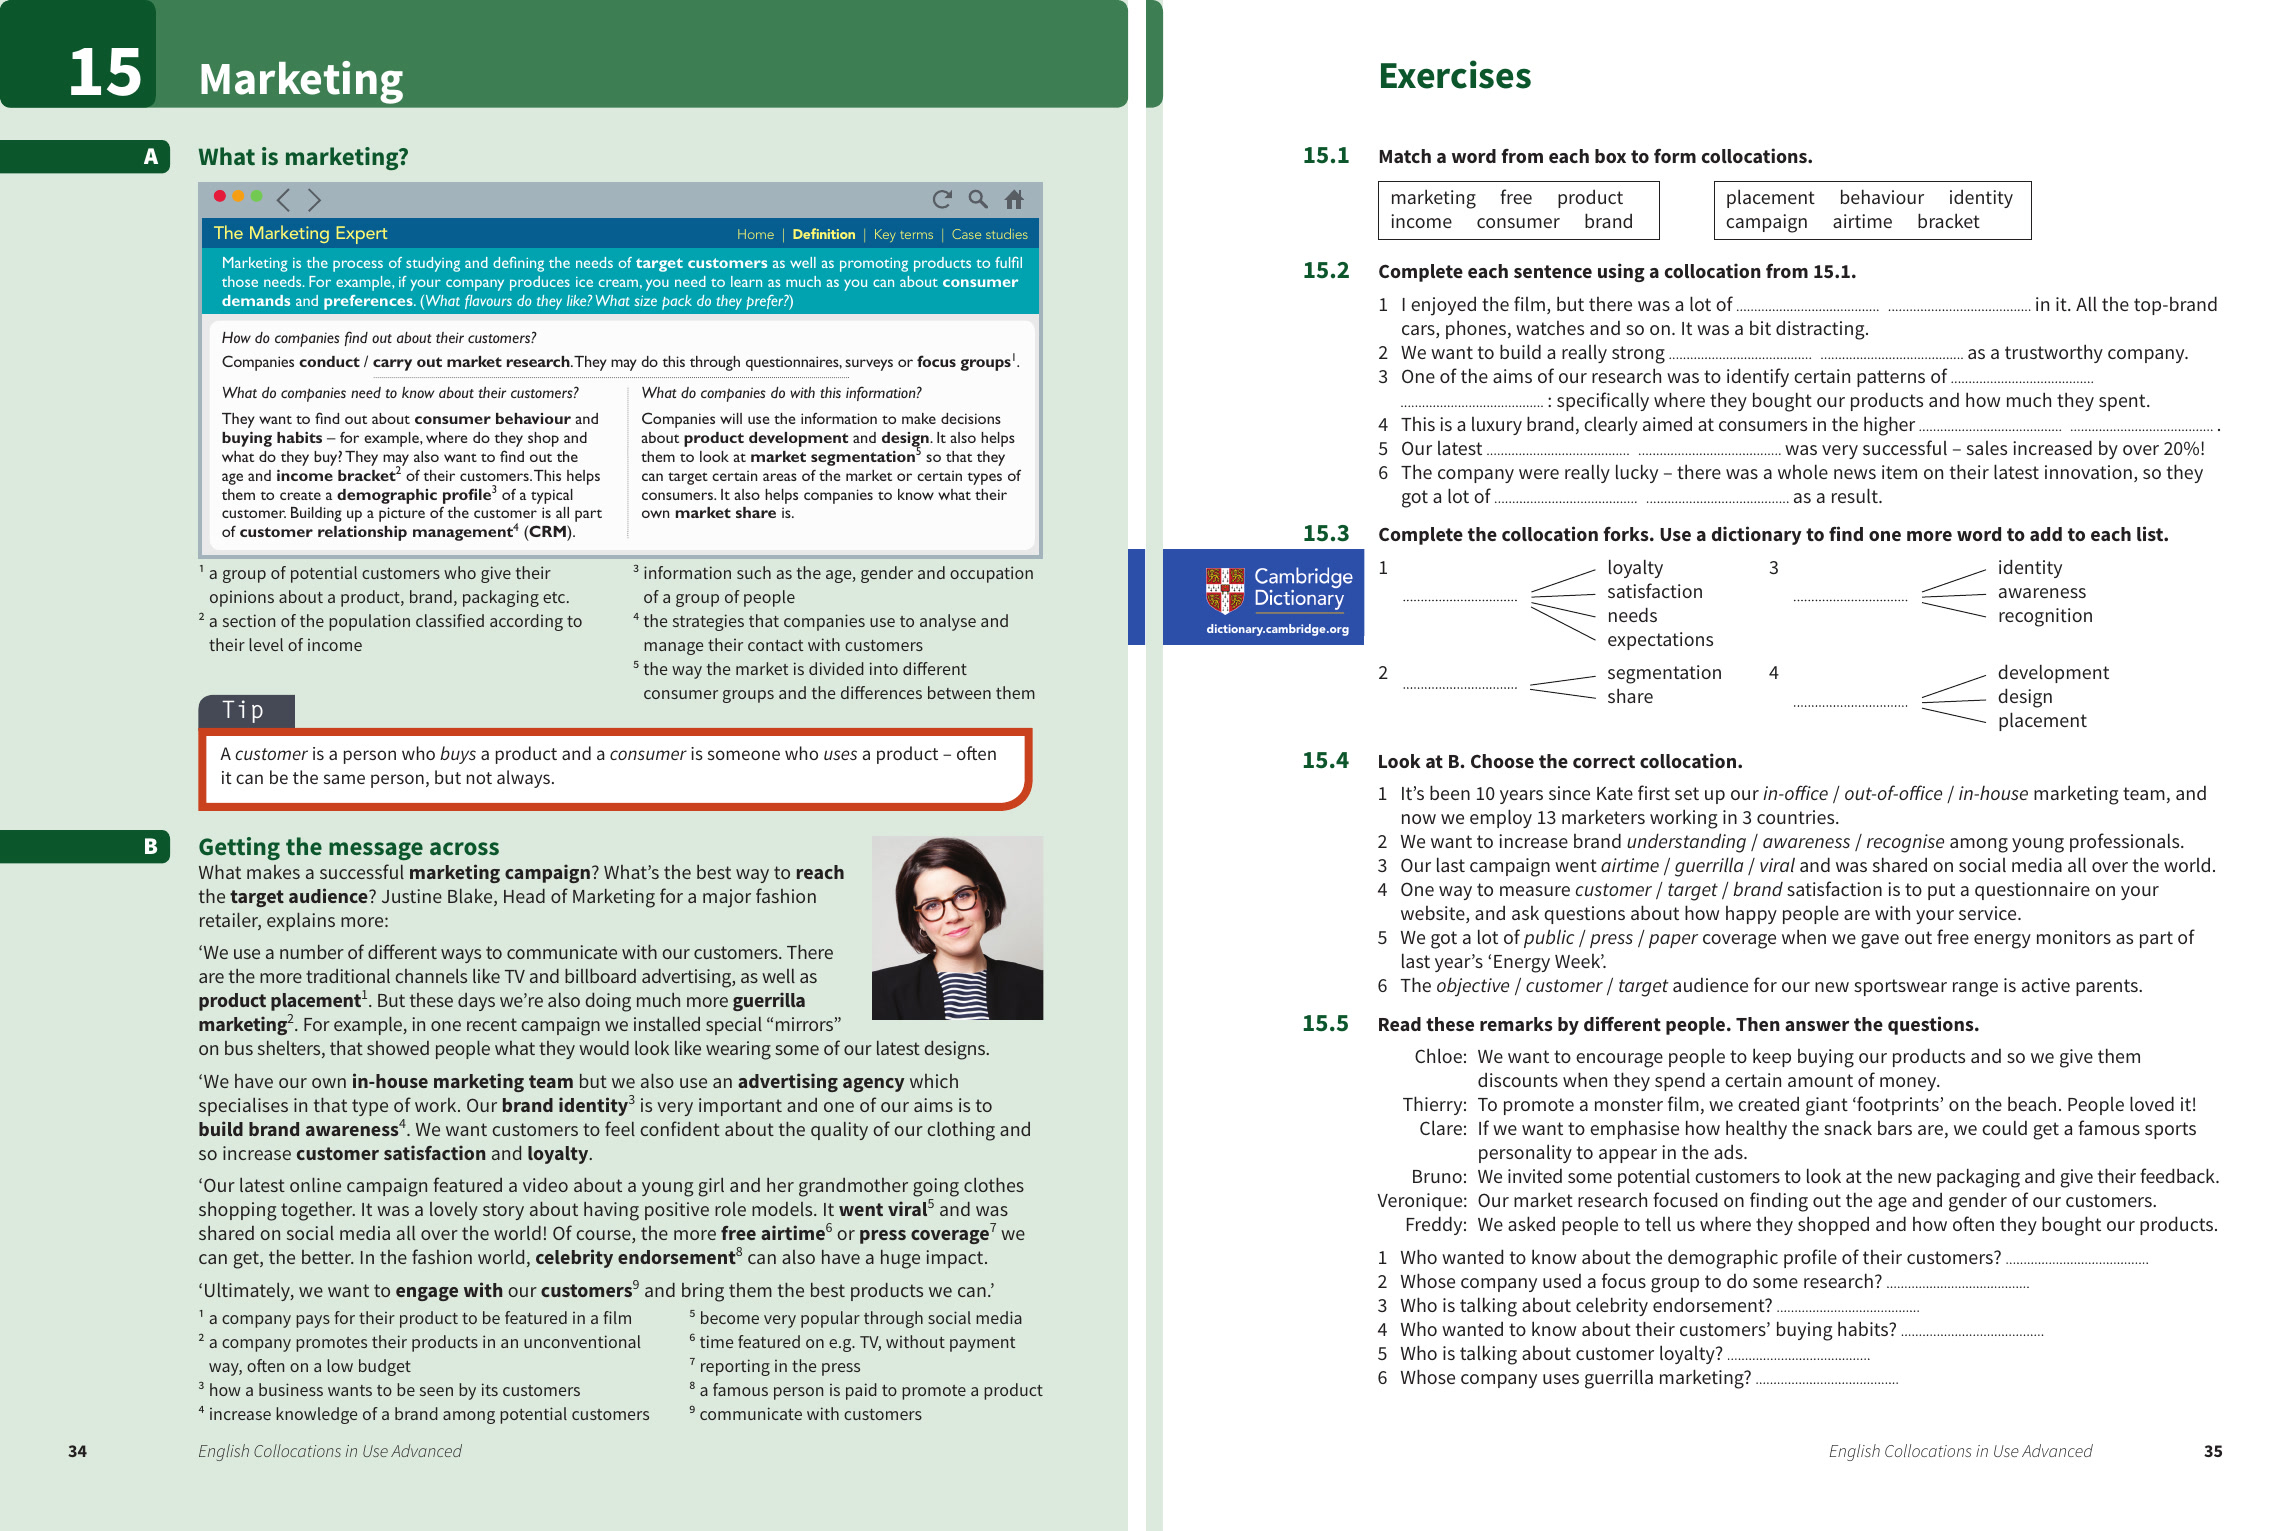 15
Marketing
A
What is marketing?
The Marketing Expert
Home | Definition | Key terms | Case studies
Marketing is the process of studying and defining the needs of target customers as well as promoting products to fulfil
those needs. For example, if your company produces ice cream, you need to learn as much as you can about consumer
demands and preferences. (What flavours do they like? What size pack do they prefer?)
How do companies find out about their customers?
Companies conduct / carry out market research. They may do this through questionnaires, surveys or focus groups¹.
What do companies need to know about their customers?
They want to find out about consumer behaviour and
buying habits – for example, where do they shop and
what do they buy? They may also want to find out the
age and income bracket² of their customers. This helps
them to create a demographic profile³ of a typical
customer. Building up a picture of the customer is all part
of customer relationship management⁴ (CRM).
What do companies do with this information?
Companies will use the information to make decisions
about product development and design. It also helps
them to look at market segmentation⁵ so that they
can target certain areas of the market or certain types of
consumers. It also helps companies to know what their
own market share is.
¹ a group of potential customers who give their
opinions about a product, brand, packaging etc.
² a section of the population classified according to
their level of income
³ information such as the age, gender and occupation
of a group of people
⁴ the strategies that companies use to analyse and
manage their contact with customers
⁵ the way the market is divided into different
consumer groups and the differences between them
Tip
A customer is a person who buys a product and a consumer is someone who uses a product – often
it can be the same person, but not always.
B
Getting the message across
What makes a successful marketing campaign? What's the best way to reach
the target audience? Justine Blake, Head of Marketing for a major fashion
retailer, explains more:
‘We use a number of different ways to communicate with our customers. There
are the more traditional channels like TV and billboard advertising, as well as
product placement¹. But these days we're also doing much more guerrilla
marketing². For example, in one recent campaign we installed special “mirrors”
on bus shelters, that showed people what they would look like wearing some of our latest designs.
‘We have our own in-house marketing team but we also use an advertising agency which
specialises in that type of work. Our brand identity³ is very important and one of our aims is to
build brand awareness⁴. We want customers to feel confident about the quality of our clothing and
so increase customer satisfaction and loyalty.
‘Our latest online campaign featured a video about a young girl and her grandmother going clothes
shopping together. It was a lovely story about having positive role models. It went viral⁵ and was
shared on social media all over the world! Of course, the more free airtime⁶ or press coverage⁷ we
can get, the better. In the fashion world, celebrity endorsement⁸ can also have a huge impact.
‘Ultimately, we want to engage with our customers⁹ and bring them the best products we can.’
¹ a company pays for their product to be featured in a film
² a company promotes their products in an unconventional
way, often on a low budget
³ how a business wants to be seen by its customers
⁴ increase knowledge of a brand among potential customers
⁵ become very popular through social media
⁶ time featured on e.g. TV, without payment
⁷ reporting in the press
⁸ a famous person is paid to promote a product
⁹ communicate with customers
34
English Collocations in Use Advanced
Exercises
15.1 Match a word from each box to form collocations.
marketing free product
income consumer brand
placement behaviour identity
campaign airtime bracket
15.2 Complete each sentence using a collocation from 15.1.
1 I enjoyed the film, but there was a lot of .................... .................... in it. All the top-brand
cars, phones, watches and so on. It was a bit distracting.
2 We want to build a really strong .................... .................... as a trustworthy company.
3 One of the aims of our research was to identify certain patterns of ....................
.................... : specifically where they bought our products and how much they spent.
4 This is a luxury brand, clearly aimed at consumers in the higher .................... .................... .
5 Our latest .................... .................... was very successful – sales increased by over 20%!
6 The company were really lucky – there was a whole news item on their latest innovation, so they
got a lot of .................... .................... as a result.
15.3 Complete the collocation forks. Use a dictionary to find one more word to add to each list.
Cambridge
Dictionary
dictionary.cambridge.org
1 ....................
loyalty
satisfaction
needs
expectations
3 ....................
identity
awareness
recognition
2 ....................
segmentation
share
4 ....................
development
design
placement
15.4 Look at B. Choose the correct collocation.
1 It's been 10 years since Kate first set up our in-office / out-of-office / in-house marketing team, and
now we employ 13 marketers working in 3 countries.
2 We want to increase brand understanding / awareness / recognise among young professionals.
3 Our last campaign went airtime / guerrilla / viral and was shared on social media all over the world.
4 One way to measure customer / target / brand satisfaction is to put a questionnaire on your
website, and ask questions about how happy people are with your service.
5 We got a lot of public / press / paper coverage when we gave out free energy monitors as part of
last year's ‘Energy Week’.
6 The objective / customer / target audience for our new sportswear range is active parents.
15.5 Read these remarks by different people. Then answer the questions.
Chloe: We want to encourage people to keep buying our products and so we give them
discounts when they spend a certain amount of money.
Thierry: To promote a monster film, we created giant ‘footprints’ on the beach. People loved it!
Clare: If we want to emphasise how healthy the snack bars are, we could get a famous sports
personality to appear in the ads.
Bruno: We invited some potential customers to look at the new packaging and give their feedback.
Veronique: Our market research focused on finding out the age and gender of our customers.
Freddy: We asked people to tell us where they shopped and how often they bought our products.
1 Who wanted to know about the demographic profile of their customers? ....................
2 Whose company used a focus group to do some research? ....................
3 Who is talking about celebrity endorsement? ....................
4 Who wanted to know about their customers' buying habits? ....................
5 Who is talking about customer loyalty? ....................
6 Whose company uses guerrilla marketing? ....................
English Collocations in Use Advanced
35